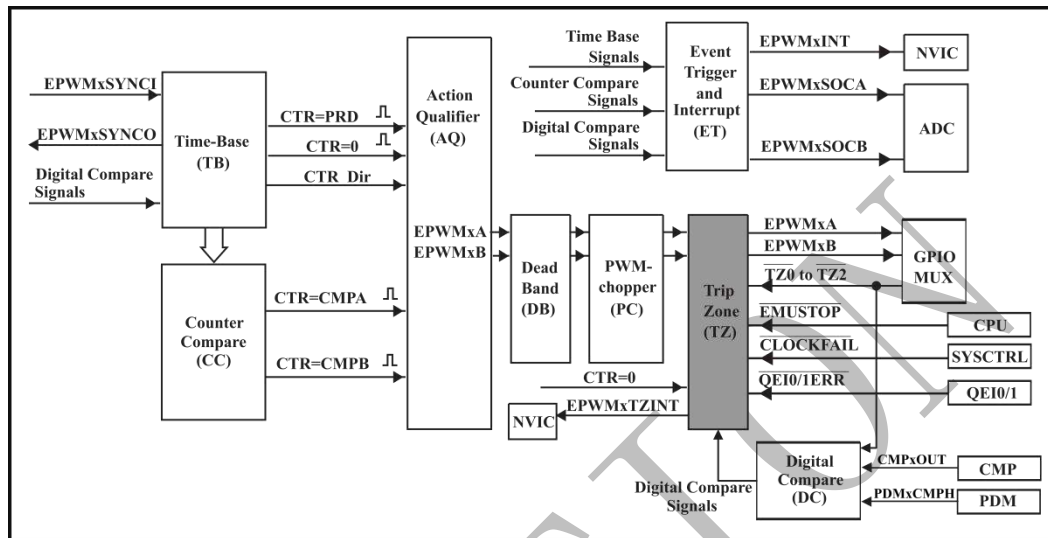 EPWMxSYNCI
EPWMxSYNCO
Digital Compare
Signals
Time-Base
(TB)
CTR=PRD
CTR=0
CTR_Dir
Counter
Compare
(CC)
CTR=CMPA
CTR=CMPB
Action
Qualifier
(AQ)
EPWMxA
EPWMxB
Dead
Band
(DB)
PWM-
chopper
(PC)
Time Base
Signals
Counter Compare
Signals
Digital Compare
Signals
Event
Trigger
and
Interrupt
(ET)
EPWMxINT
EPWMxSOCA
EPWMxSOCB
NVIC
ADC
Trip
Zone
(TZ)
EPWMxA
EPWMxB
TZ0 to TZ2
EMUSTOP
CLOCKFAIL
QEI0/1ERR
GPIO
MUX
CPU
SYSCTRL
QEI0/1
CTR=0
EPWMxTZINT
NVIC
Digital Compare
Signals
Digital
Compare
(DC)
CMPxOUT
PDMxCMPH
CMP
PDM